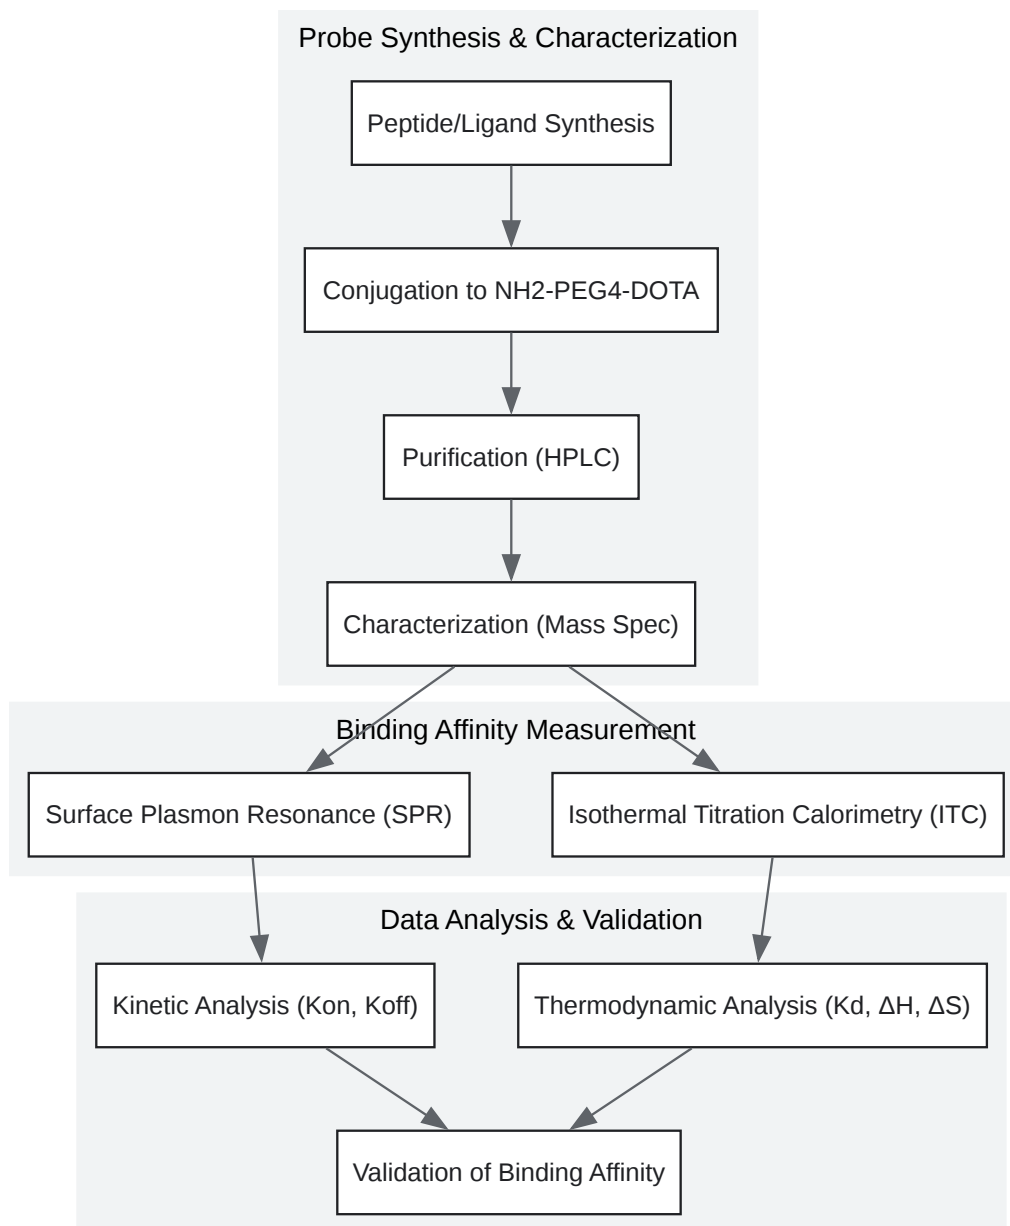 Probe Synthesis & Characterization
Peptide/Ligand Synthesis
Conjugation to NH2-PEG4-DOTA
Purification (HPLC)
Characterization (Mass Spec)
Binding Affinity Measurement
Surface Plasmon Resonance (SPR)
Isothermal Titration Calorimetry (ITC)
Data Analysis & Validation
Kinetic Analysis (Kon, Koff)
Thermodynamic Analysis (Kd, ΔH, ΔS)
Validation of Binding Affinity